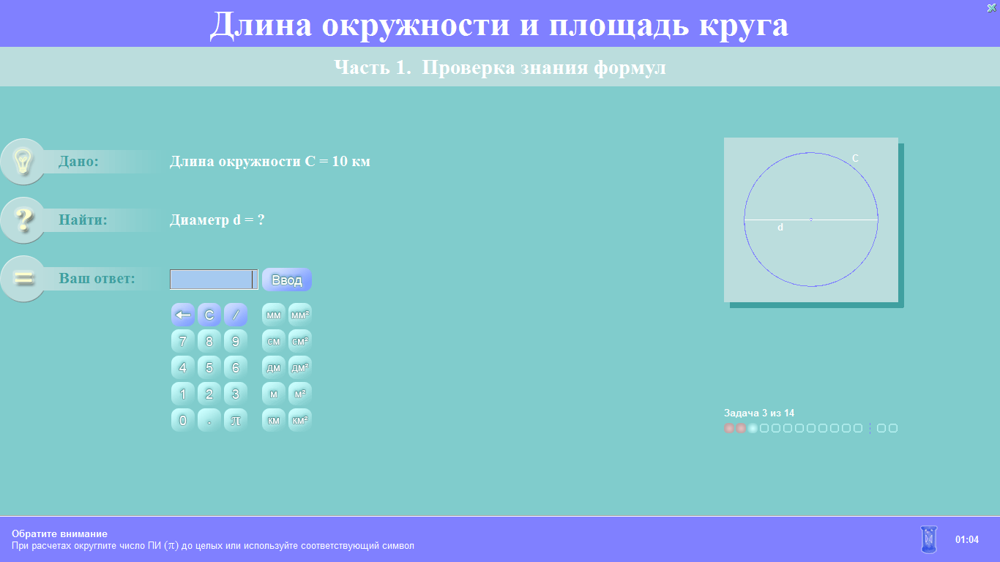 Длина окружности и площадь круга
Часть 1. Проверка знания формул
Дано:
Длина окружности C = 10 км
Найти:
Диаметр d = ?
Ваш ответ:
Ввод
C /
мм мм²
7 8 9
см см²
4 5 6
дм дм²
1 2 3
м м²
0 . π
км км²
C
d
Задача 3 из 14
Обратите внимание
При расчетах округлите число ПИ (π) до целых или используйте соответствующий символ
01:04